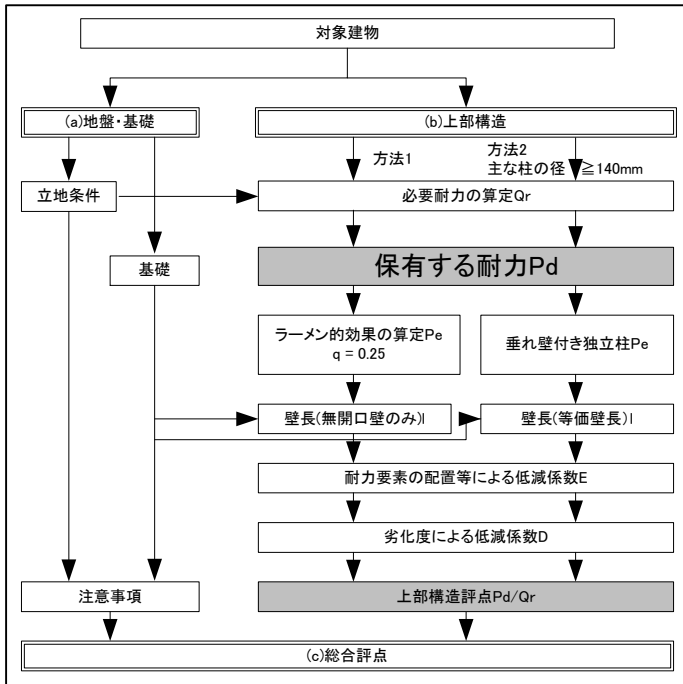 対象建物
(a)地盤・基礎
(b)上部構造
方法1
方法2
主な柱の径 ≧140mm
立地条件
必要耐力の算定Qr
基礎
保有する耐力Pd
ラーメン的効果の算定Pe
q = 0.25
垂れ壁付き独立柱Pe
壁長(無開口壁のみ)l
壁長(等価壁長)l
耐力要素の配置等による低減係数E
劣化度による低減係数D
注意事項
上部構造評点Pd/Qr
(c)総合評点